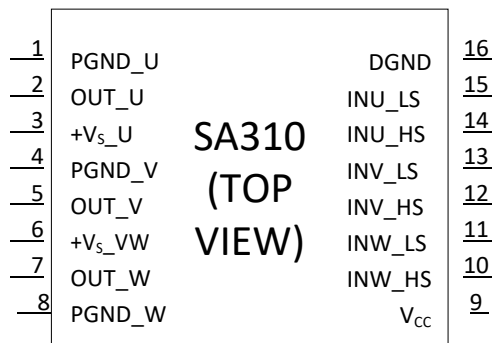 1 PGND_U
2 OUT_U
3 +VS_U
4 PGND_V
5 OUT_V
6 +VS_VW
7 OUT_W
8 PGND_W
SA310
(TOP
VIEW)
DGND 16
INU_LS 15
INU_HS 14
INV_LS 13
INV_HS 12
INW_LS 11
INW_HS 10
VCC 9